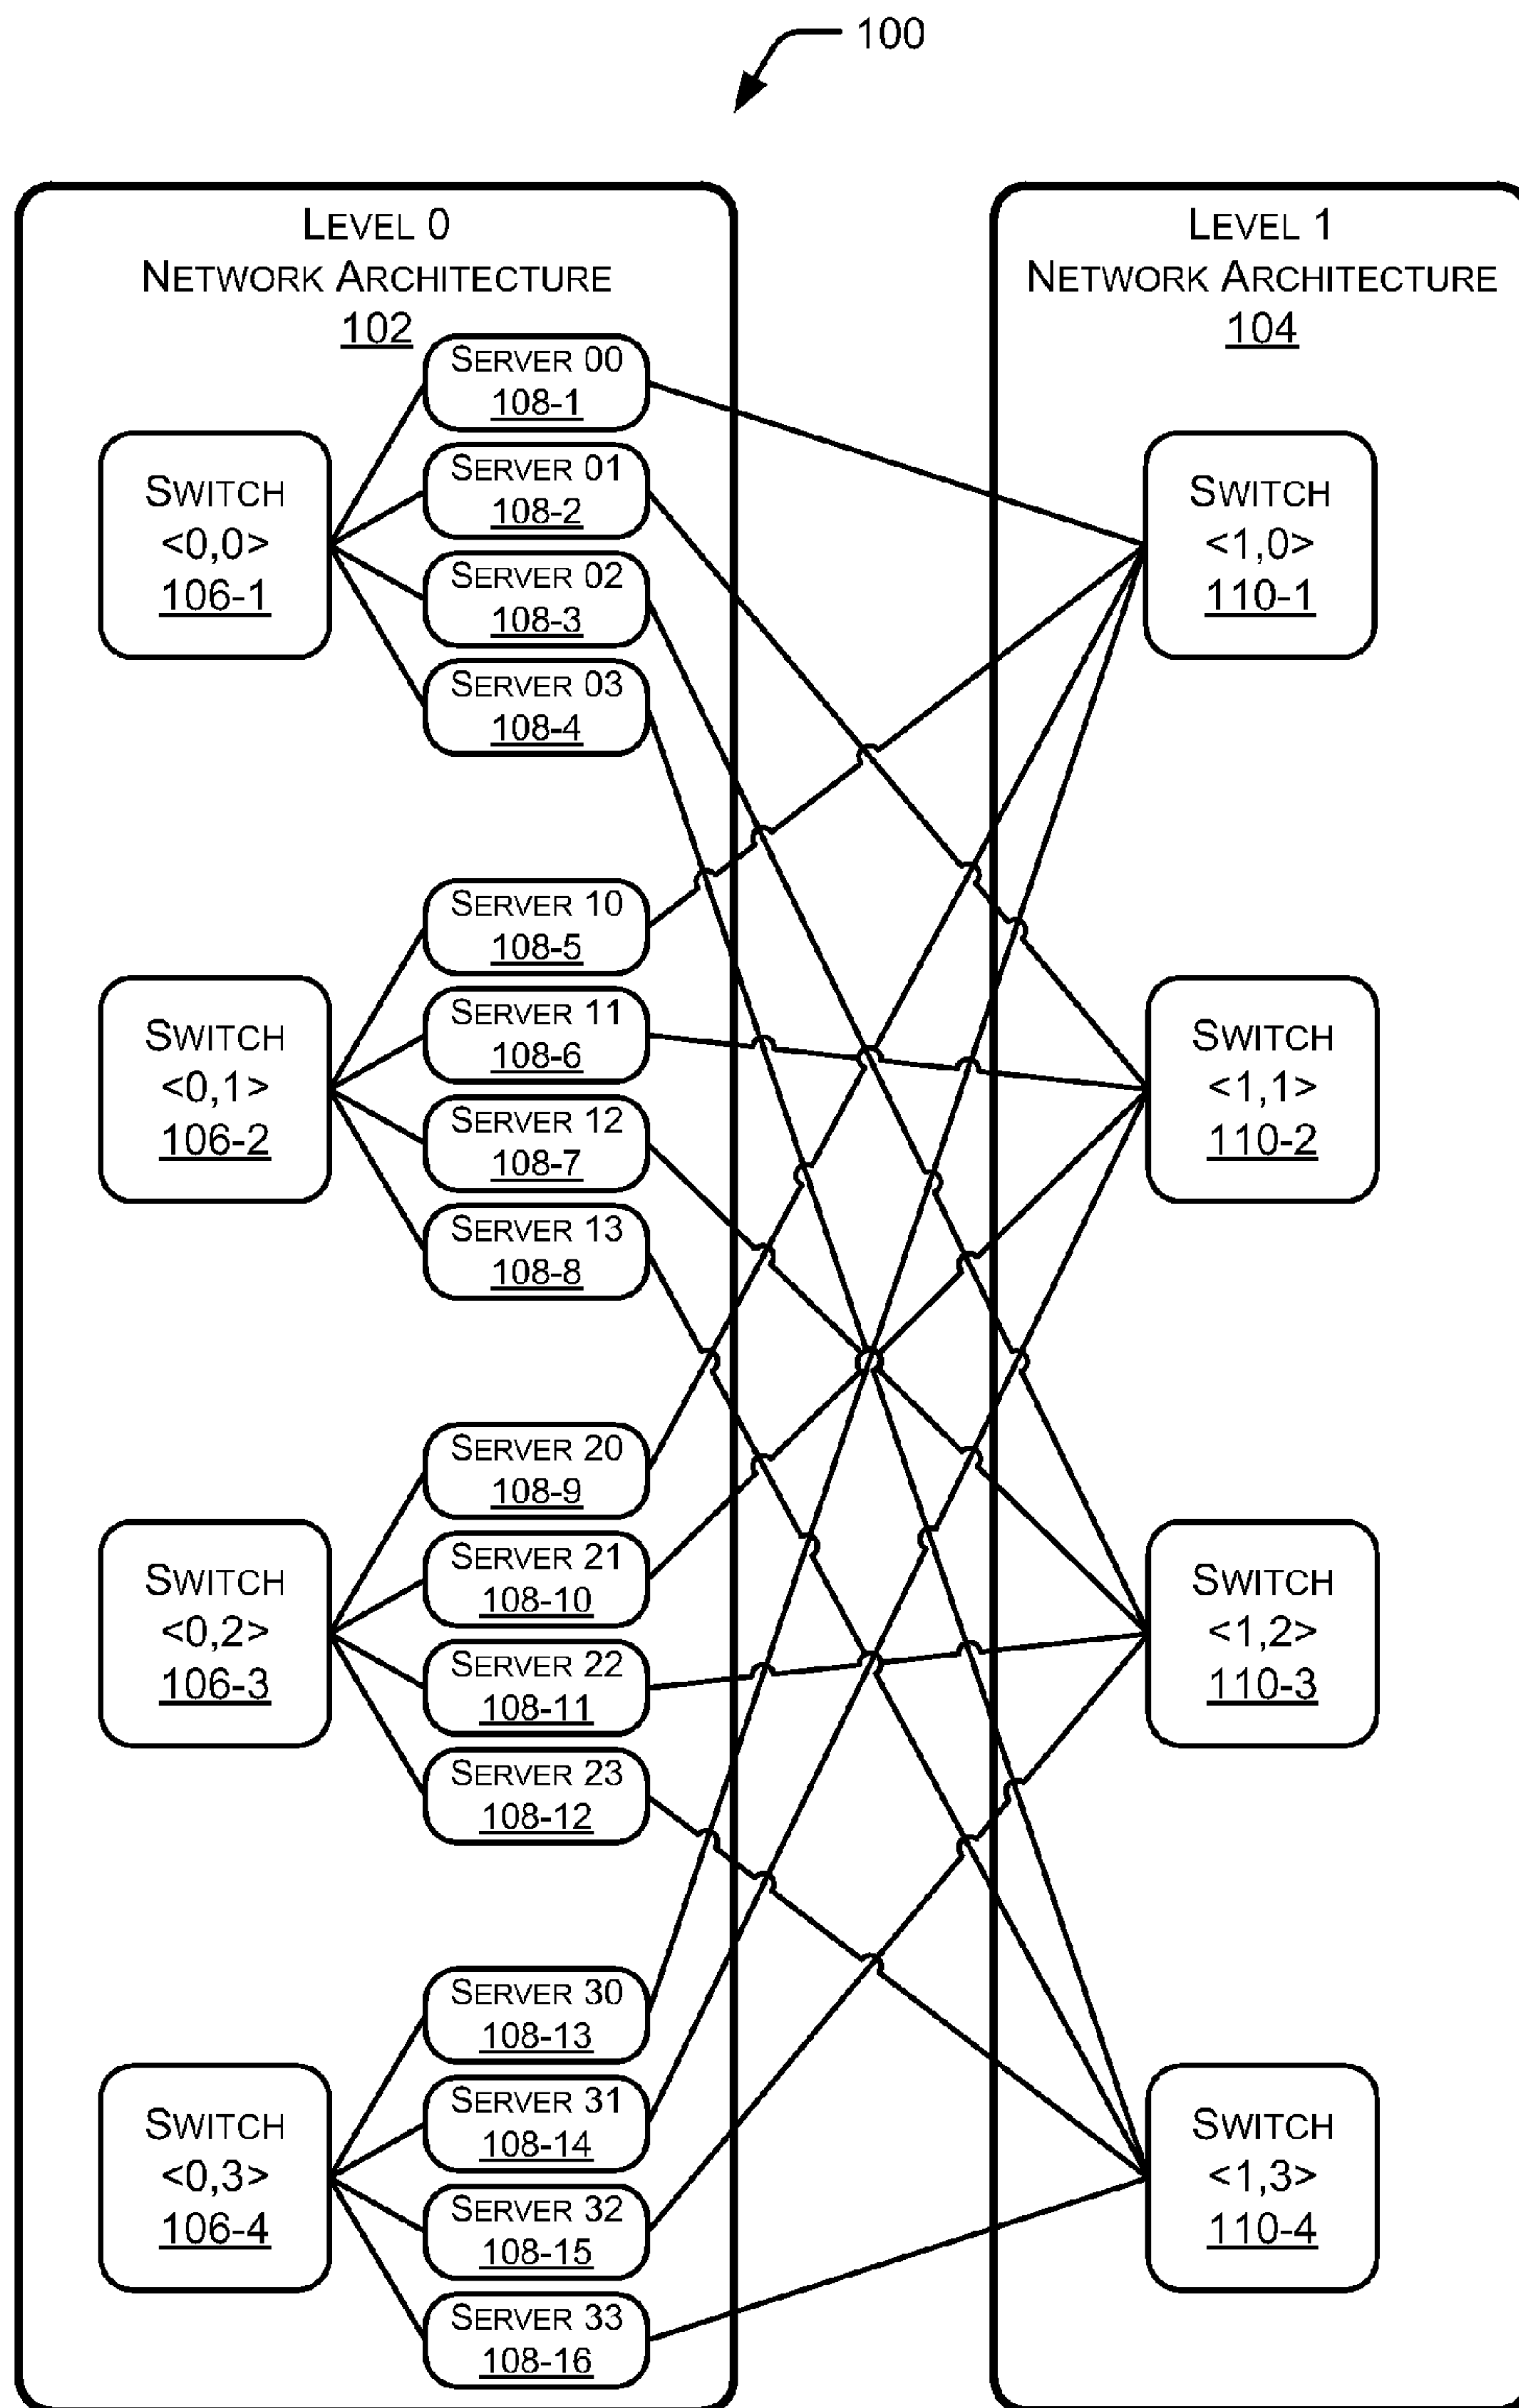 100
LEVEL 0
NETWORK ARCHITECTURE
102
SWITCH
<0,0>
106-1
SERVER 00
108-1
SERVER 01
108-2
SERVER 02
108-3
SERVER 03
108-4
SWITCH
<0,1>
106-2
SERVER 10
108-5
SERVER 11
108-6
SERVER 12
108-7
SERVER 13
108-8
SWITCH
<0,2>
106-3
SERVER 20
108-9
SERVER 21
108-10
SERVER 22
108-11
SERVER 23
108-12
SWITCH
<0,3>
106-4
SERVER 30
108-13
SERVER 31
108-14
SERVER 32
108-15
SERVER 33
108-16
LEVEL 1
NETWORK ARCHITECTURE
104
SWITCH
<1,0>
110-1
SWITCH
<1,1>
110-2
SWITCH
<1,2>
110-3
SWITCH
<1,3>
110-4